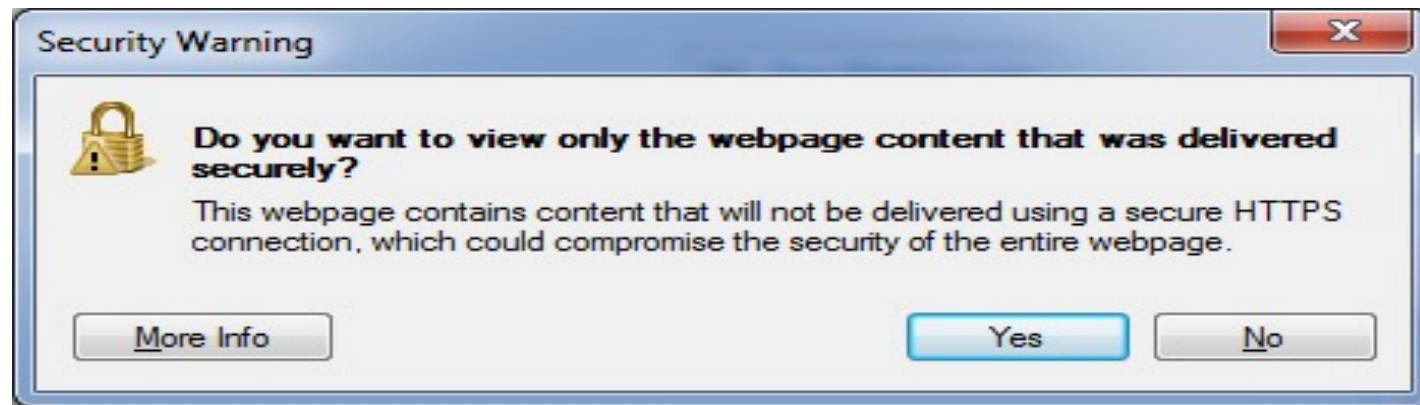 Security Warning
Do you want to view only the webpage content that was delivered
securely?
This webpage contains content that will not be delivered using a secure HTTPS
connection, which could compromise the security of the entire webpage.
More Info
Yes
No